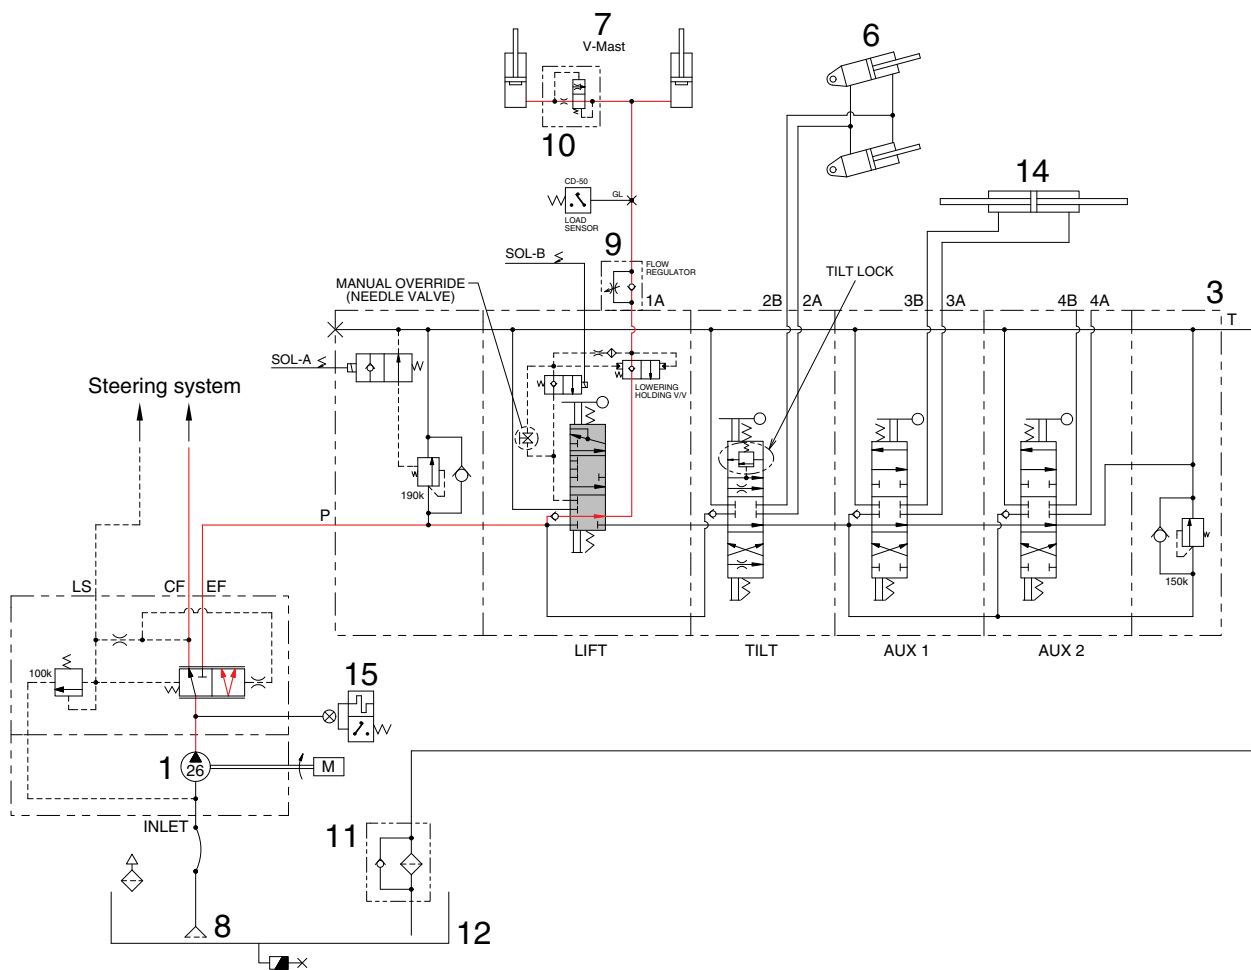 7
V-Mast
6
10
14
CD-50
GL
LOAD
SENSOR
9
SOL-B
FLOW
REGULATOR
TILT LOCK
MANUAL OVERRIDE
(NEEDLE VALVE)
1A
2B 2A
3B 3A
4B 4A
3
T
SOL-A
LOWERING
HOLDING V/V
Steering system
190k
P
150k
LS CF EF
LIFT
TILT
AUX 1
AUX 2
100k
15
1
26
M
INLET
11
8
12